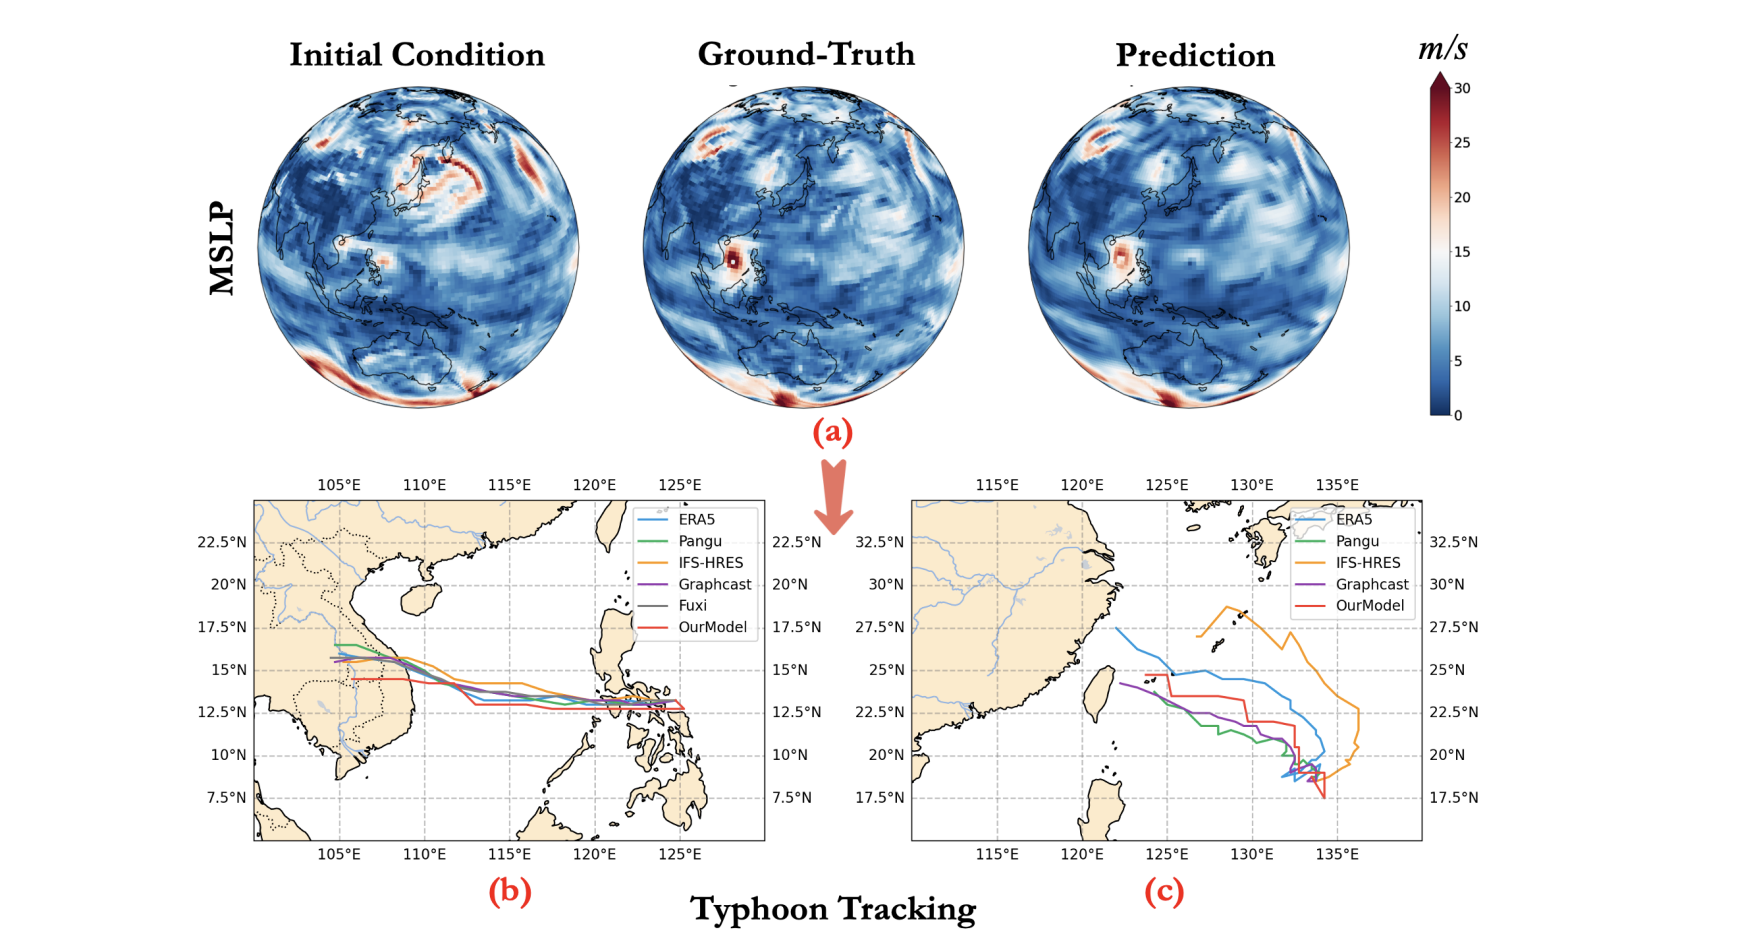 Initial Condition
Ground-Truth
Prediction
m/s
MSLP
30
25
20
15
10
5
0
(a)
105°E 110°E 115°E 120°E 125°E
22.5°N
20°N
17.5°N
15°N
12.5°N
10°N
7.5°N
ERA5
Pangu
IFS-HRES
Graphcast
Fuxi
OurModel
22.5°N
20°N
17.5°N
15°N
12.5°N
10°N
7.5°N
105°E 110°E 115°E 120°E 125°E
(b)
115°E 120°E 125°E 130°E 135°E
32.5°N
30°N
27.5°N
25°N
22.5°N
20°N
17.5°N
ERA5
Pangu
IFS-HRES
Graphcast
OurModel
32.5°N
30°N
27.5°N
25°N
22.5°N
20°N
17.5°N
115°E 120°E 125°E 130°E 135°E
(c)
Typhoon Tracking